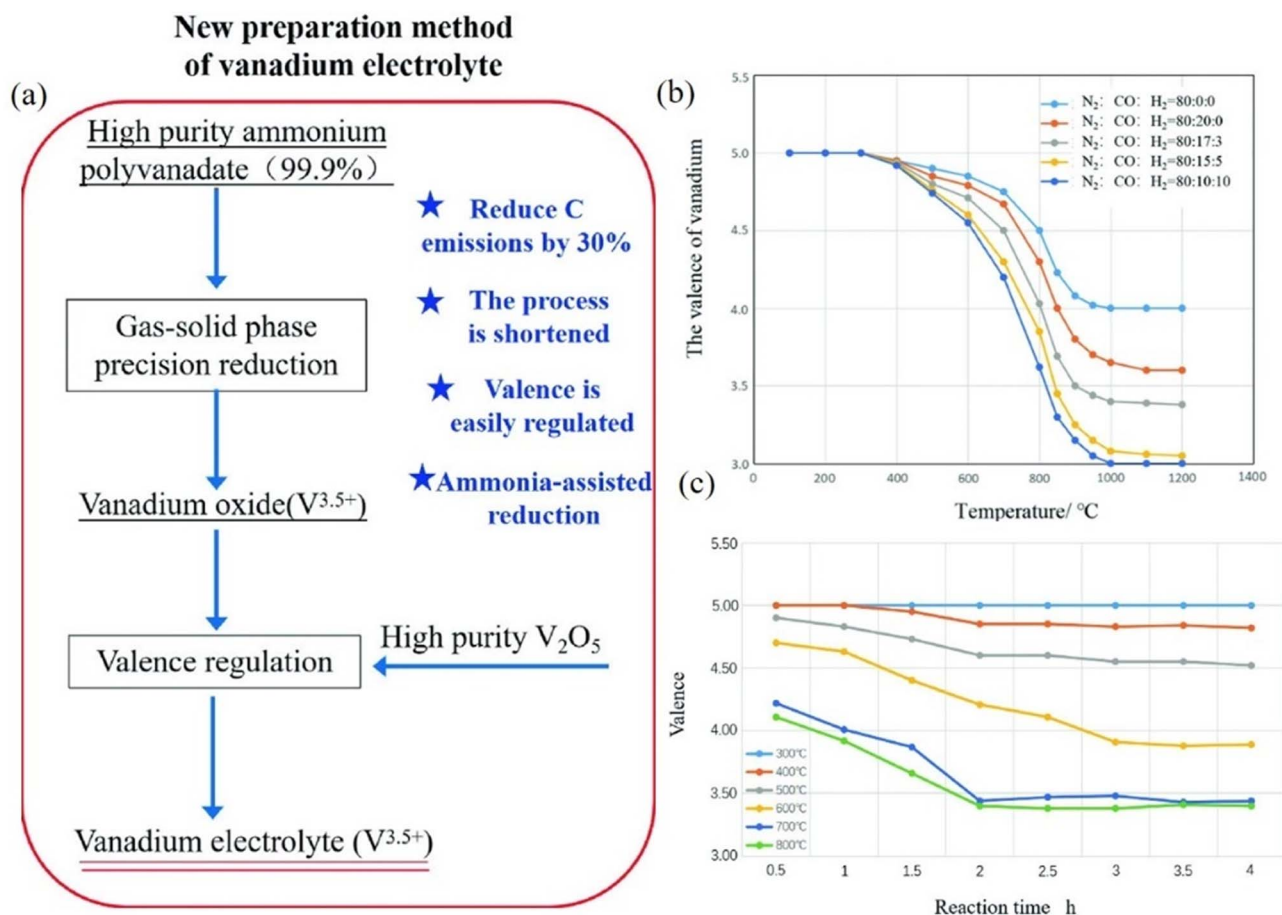 New preparation method
of vanadium electrolyte
(a)
High purity ammonium
polyvanadate（99.9%）
Gas-solid phase
precision reduction
Vanadium oxide(V3.5+)
Valence regulation
High purity V2O5
Vanadium electrolyte (V3.5+)
★ Reduce C
emissions by 30%
★ The process
is shortened
★ Valence is
easily regulated
★ Ammonia-assisted
reduction
(b)
The valence of vanadium
5.5
5.0
4.5
4.0
3.5
3.0
N2： CO： H2=80:0:0
N2： CO： H2=80:20:0
N2： CO： H2=80:17:3
N2： CO： H2=80:15:5
N2： CO： H2=80:10:10
0 200 400 600 800 1000 1200 1400
Temperature/ ℃
(c)
Valence
5.50
5.00
4.50
4.00
3.50
3.00
300℃
400℃
500℃
600℃
700℃
800℃
0.5 1 1.5 2 2.5 3 3.5 4
Reaction time h